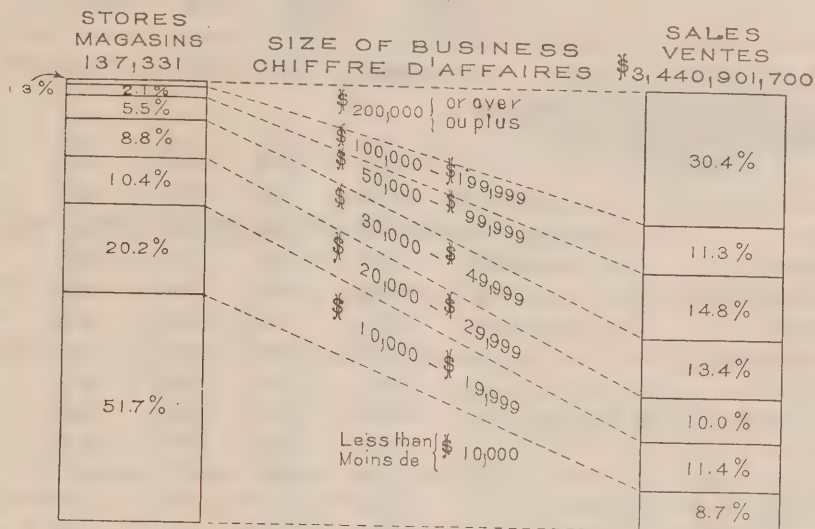 STORES
MAGASINS
137,331
SIZE OF BUSINESS
CHIFFRE D'AFFAIRES
SALES
VENTES
$3,440,901,700
1 3%
2.1%
5.5%
8.8%
10.4%
20.2%
51.7%
$200,000 or over
ou plus
$100,000 - $199,999
$50,000 - $99,999
$30,000 - $49,999
$20,000 - $29,999
$10,000 - $19,999
Less than
Moins de $10,000
30.4%
11.3%
14.8%
13.4%
10.0%
11.4%
8.7%